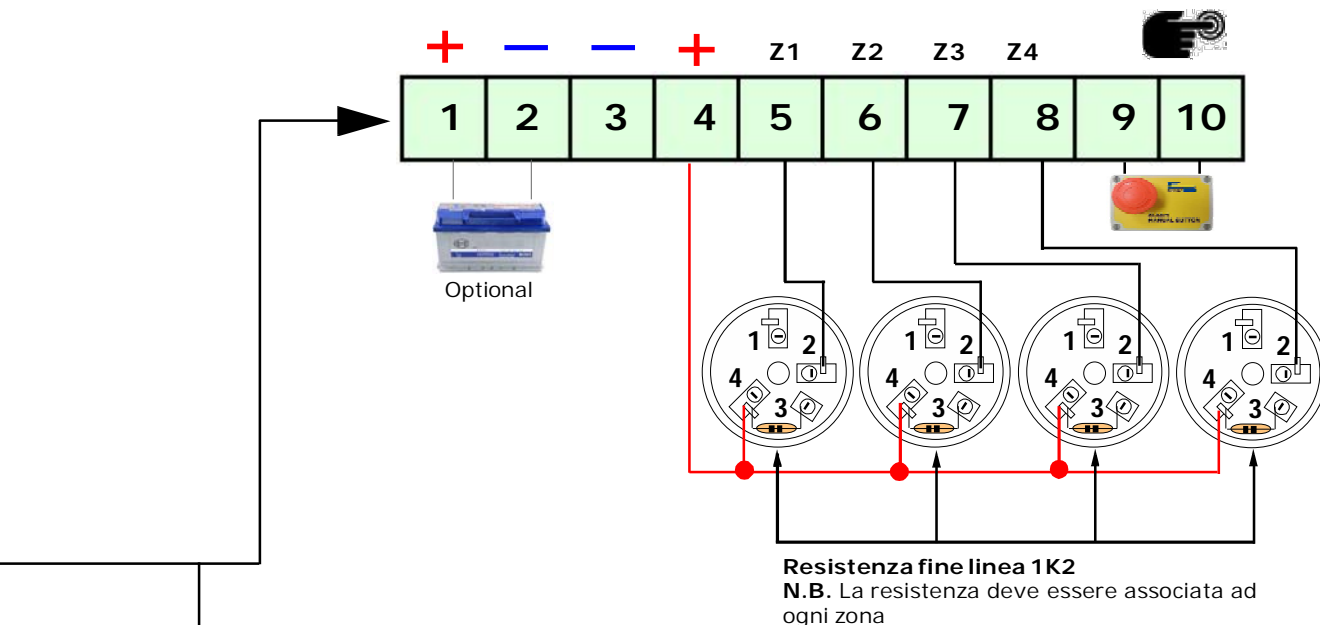 + — — + Z1 Z2 Z3 Z4
1 2 3 4 5 6 7 8 9 10
MANUAL BUTTON
Optional
1 2 1 2 1 2 1 2
4 3 4 3 4 3 4 3
Resistenza fine linea 1K2
N.B. La resistenza deve essere associata ad
ogni zona